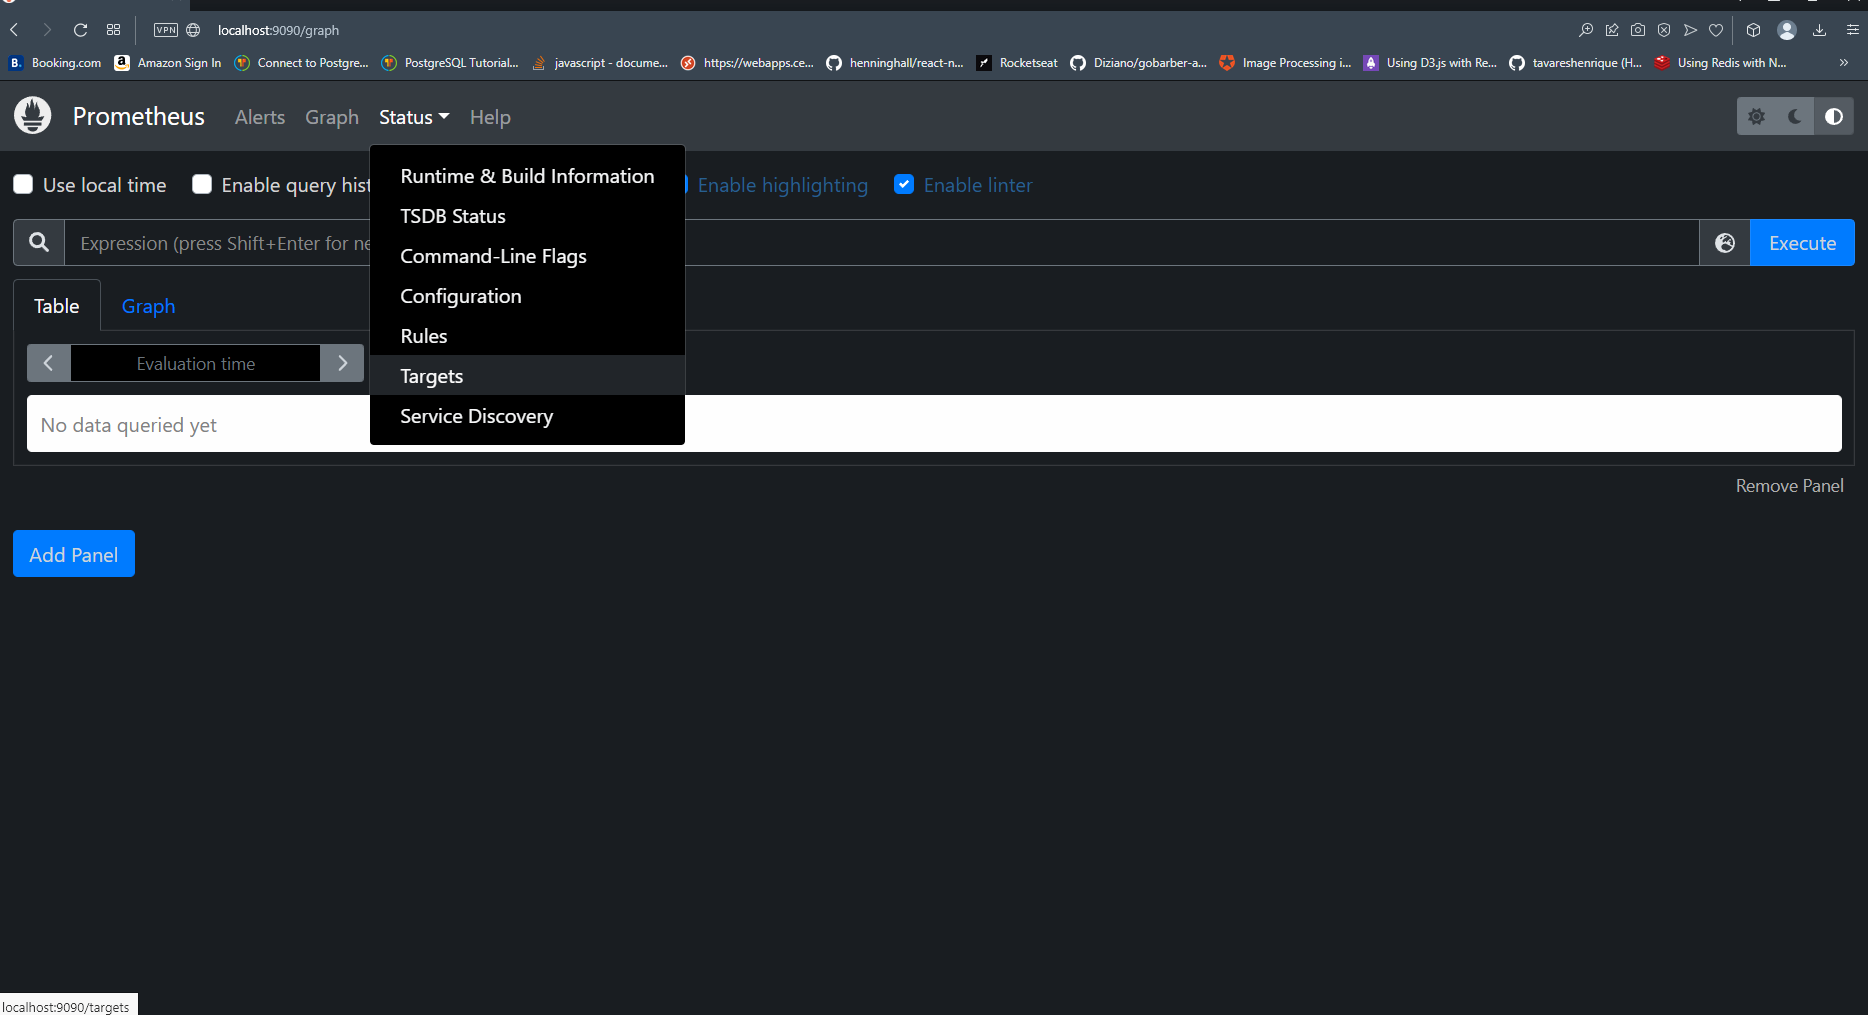 VPN localhost:9090/graph
B. Booking.com a Amazon Sign In Connect to Postgre... PostgreSQL Tutorial... javascript - docume... https://webapps.ce... henninghall/react-n... Rocketseat Diziano/gobarber-a... Image Processing i... Using D3.js with Re... tavareshenrique (H... Using Redis with N... »
Prometheus Alerts Graph Status Help
Use local time Enable query hist Enable highlighting Enable linter
Runtime & Build Information
TSDB Status
Command-Line Flags
Configuration
Rules
Targets
Service Discovery
Expression (press Shift+Enter for ne Execute
Table Graph
Evaluation time
No data queried yet
Remove Panel
Add Panel
localhost:9090/targets